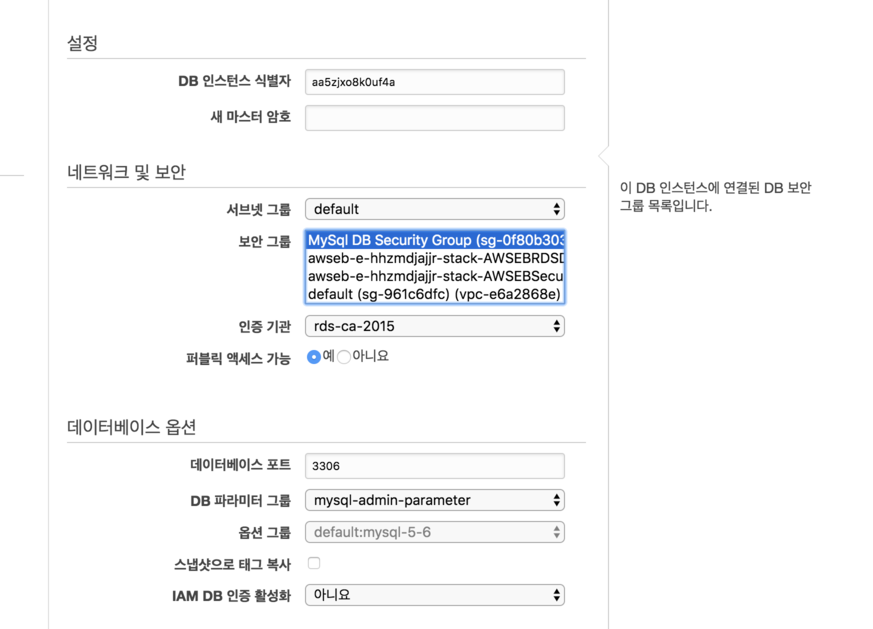 설정
DB 인스턴스 식별자 aa5zjxo8k0uf4a
새 마스터 암호
네트워크 및 보안
이 DB 인스턴스에 연결된 DB 보안
그룹 목록입니다.
서브넷 그룹 default
보안 그룹 MySql DB Security Group (sg-0f80b303
awseb-e-hhzmdjajjr-stack-AWSEBRDSD
awseb-e-hhzmdjajjr-stack-AWSEBSecu
default (sg-961c6dfc) (vpc-e6a2868e)
인증 기관 rds-ca-2015
퍼블릭 액세스 가능 예 아니요
데이터베이스 옵션
데이터베이스 포트 3306
DB 파라미터 그룹 mysql-admin-parameter
옵션 그룹 default:mysql-5-6
스냅샷으로 태그 복사
IAM DB 인증 활성화 아니요